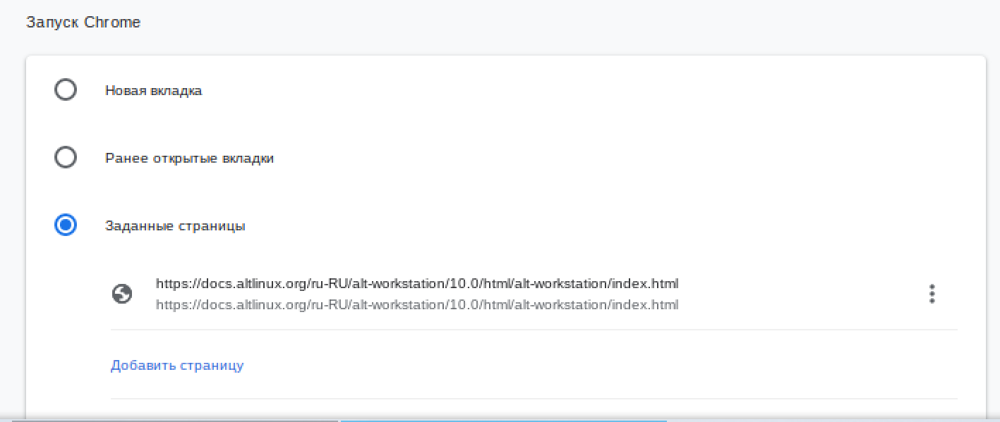 Запуск Chrome
Новая вкладка
Ранее открытые вкладки
Заданные страницы
https://docs.altlinux.org/ru-RU/alt-workstation/10.0/html/alt-workstation/index.html
https://docs.altlinux.org/ru-RU/alt-workstation/10.0/html/alt-workstation/index.html
Добавить страницу